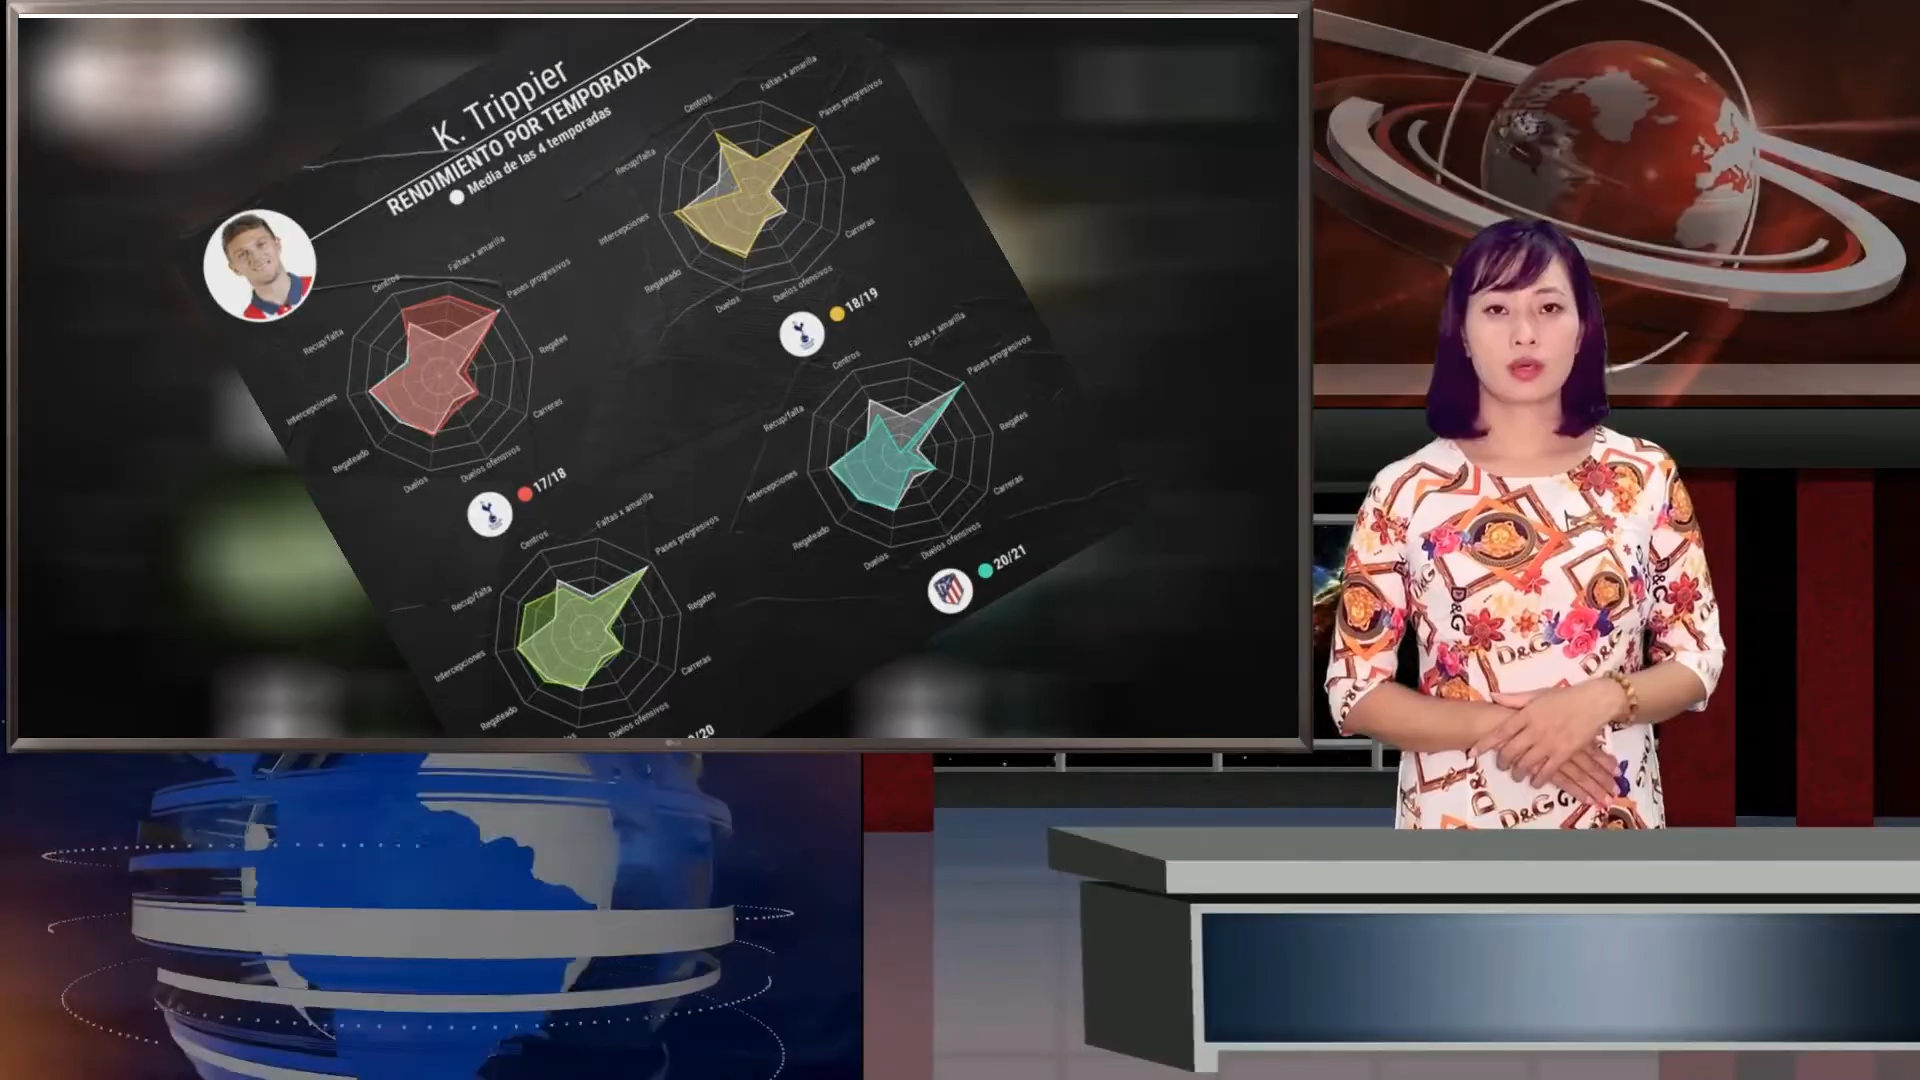 K. Trippier
RENDIMIENTO POR TEMPORADA
Media de las 4 temporadas
Faltas x amarilla
Centros
Pases progresivos
Recup/falta
Regates
Intercepciones
Carreras
Regateado
Duelos ofensivos
Duelos
18/19
Faltas x amarilla
Centros
Pases progresivos
Recup/falta
Regates
Intercepciones
Carreras
Regateado
Duelos ofensivos
Duelos
17/18
Faltas x amarilla
Centros
Pases progresivos
Recup/falta
Regates
Intercepciones
Carreras
Regateado
Duelos ofensivos
Duelos
20/21
Faltas x amarilla
Centros
Pases progresivos
Recup/falta
Regates
Intercepciones
Carreras
Regateado
Duelos ofensivos
/20
D&G
D&G
D&G
D&G
D&G